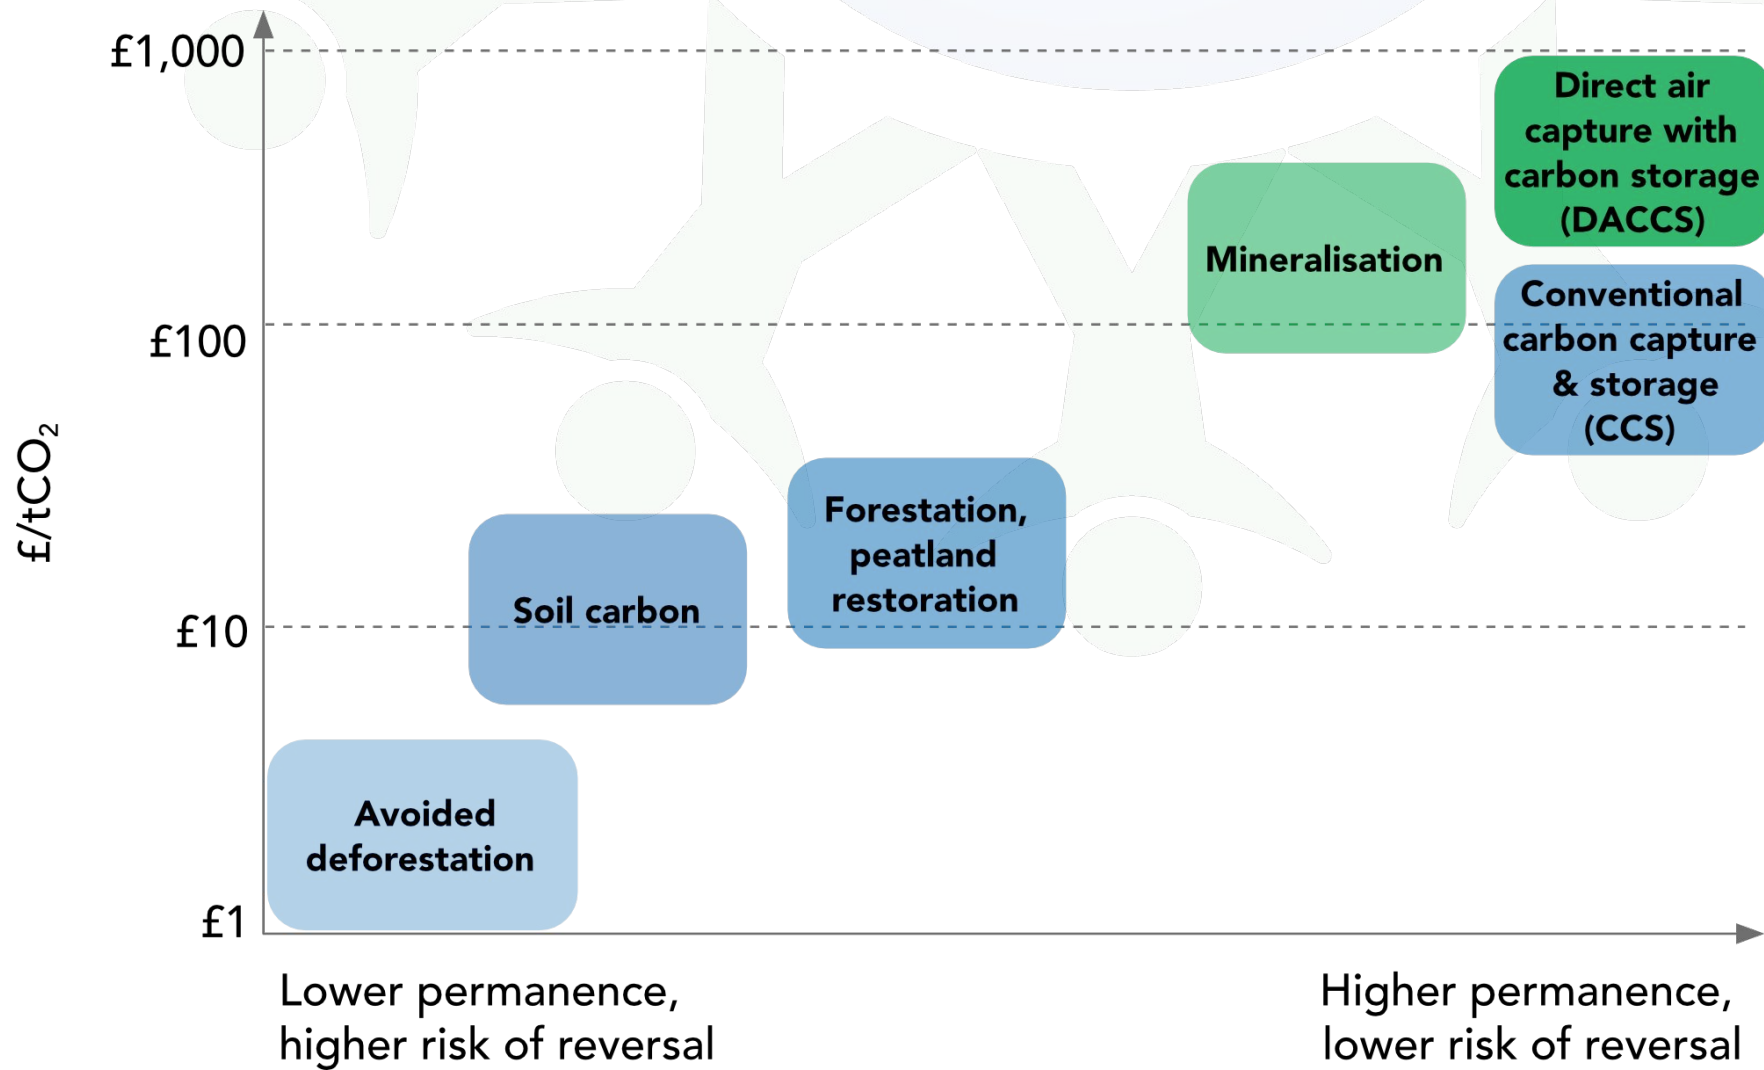 £1,000
£100
£10
£1
£/tCO₂
Direct air
capture with
carbon storage
(DACCS)
Mineralisation
Conventional
carbon capture
& storage
(CCS)
Forestation,
peatland
restoration
Soil carbon
Avoided
deforestation
Lower permanence,
higher risk of reversal
Higher permanence,
lower risk of reversal